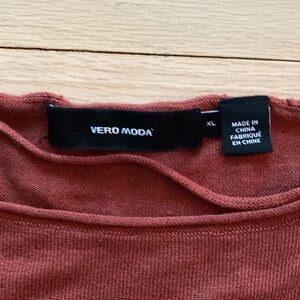 VERO MODA
XL
MADE IN
CHINA
FABRIQUÉ
EN CHINE